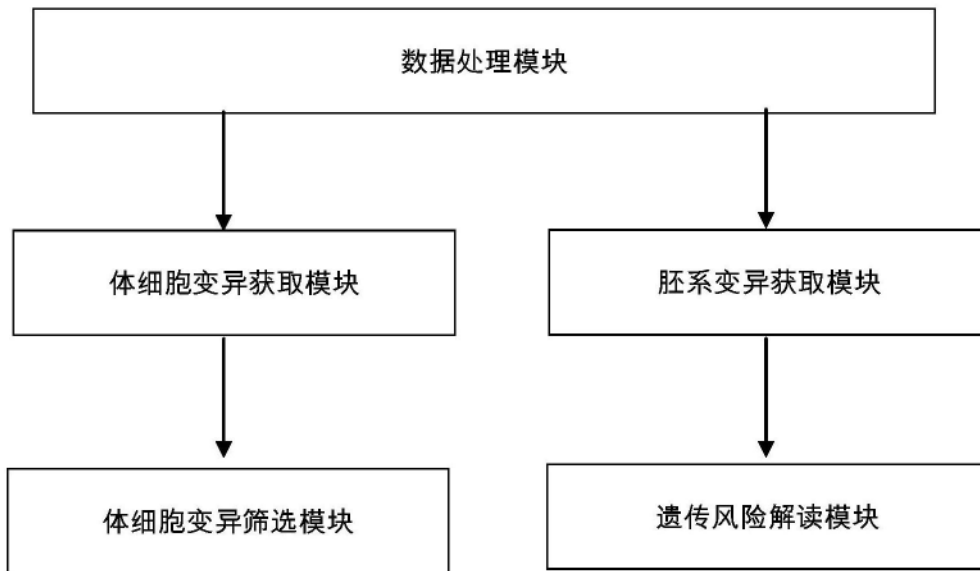 数据处理模块
体细胞变异获取模块
胚系变异获取模块
体细胞变异筛选模块
遗传风险解读模块